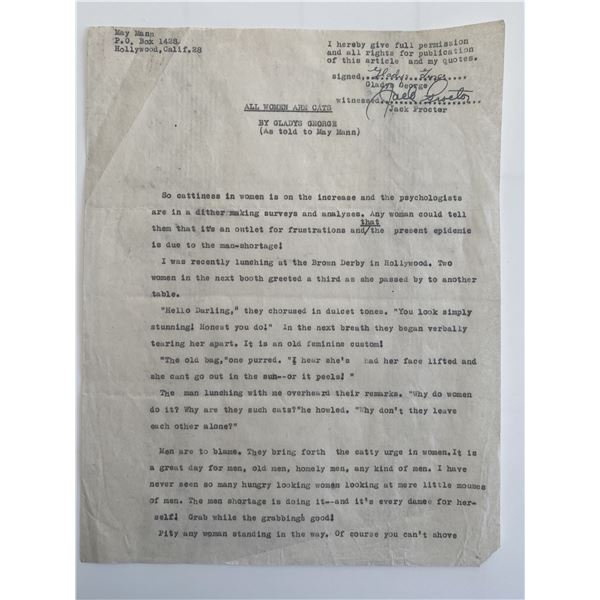 May Mann
P.O. Box 1428
Hollywood,Calif.28
I hereby give full permission
and all rights for publication
of this article and my quotes.
signed, Gladys George
Gladys George
witnessed Jack Procter
Jack Procter
ALL WOMEN ARE CATS
BY GLADYS GEORGE
(As told to May Mann)
So cattiness in women is on the increase and the psychologists
are in a dither making surveys and analyses. Any woman could tell
that
them that it's an outlet for frustrations and/the present epidemic
is due to the man-shortage!
I was recently lunching at the Brown Derby in Hollywood. Two
women in the next booth greeted a third as she passed by to another
table.
"Hello Darling," they chorused in dulcet tones. "You look simply
stunning! Honest you do!" In the next breath they began verbally
tearing her apart. It is an old feminine custom!
"The old bag,"one purred. "I hear she's had her face lifted and
she cant go out in the sun--or it peels! "
The man lunching with me overheard their remarks. "Why do women
do it? Why are they such cats?"he howled. "Why don't they leave
each other alone?"
Men are to blame. They bring forth the catty urge in women.It is
a great day for men, old men, homely men, any kind of men. I have
never seen so many hungry looking women looking at mere little mouses
of men. The men shortage is doing it--and it's every damee for her-
self! Grab while the grabbing's good!
Pity any woman standing in the way. Of course you can't shove